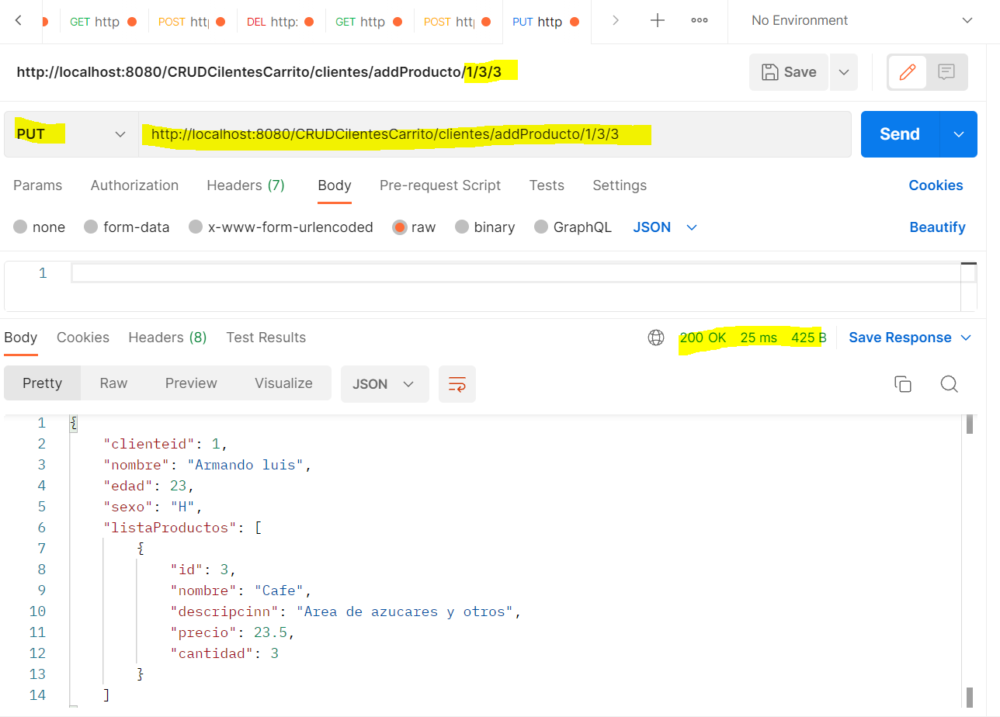 GET http POST htt DEL http: GET http POST htt PUT http No Environment
http://localhost:8080/CRUDCilentesCarrito/clientes/addProducto/1/3/3 Save
PUT http://localhost:8080/CRUDCilentesCarrito/clientes/addProducto/1/3/3 Send
Params Authorization Headers (7) Body Pre-request Script Tests Settings Cookies
none form-data x-www-form-urlencoded raw binary GraphQL JSON Beautify
1
Body Cookies Headers (8) Test Results 200 OK 25 ms 425 B Save Response
Pretty Raw Preview Visualize JSON
1 {
2 "clienteid": 1,
3 "nombre": "Armando luis",
4 "edad": 23,
5 "sexo": "H",
6 "listaProductos": [
7 {
8 "id": 3,
9 "nombre": "Cafe",
10 "descripcinn": "Area de azucares y otros",
11 "precio": 23.5,
12 "cantidad": 3
13 }
14 ]